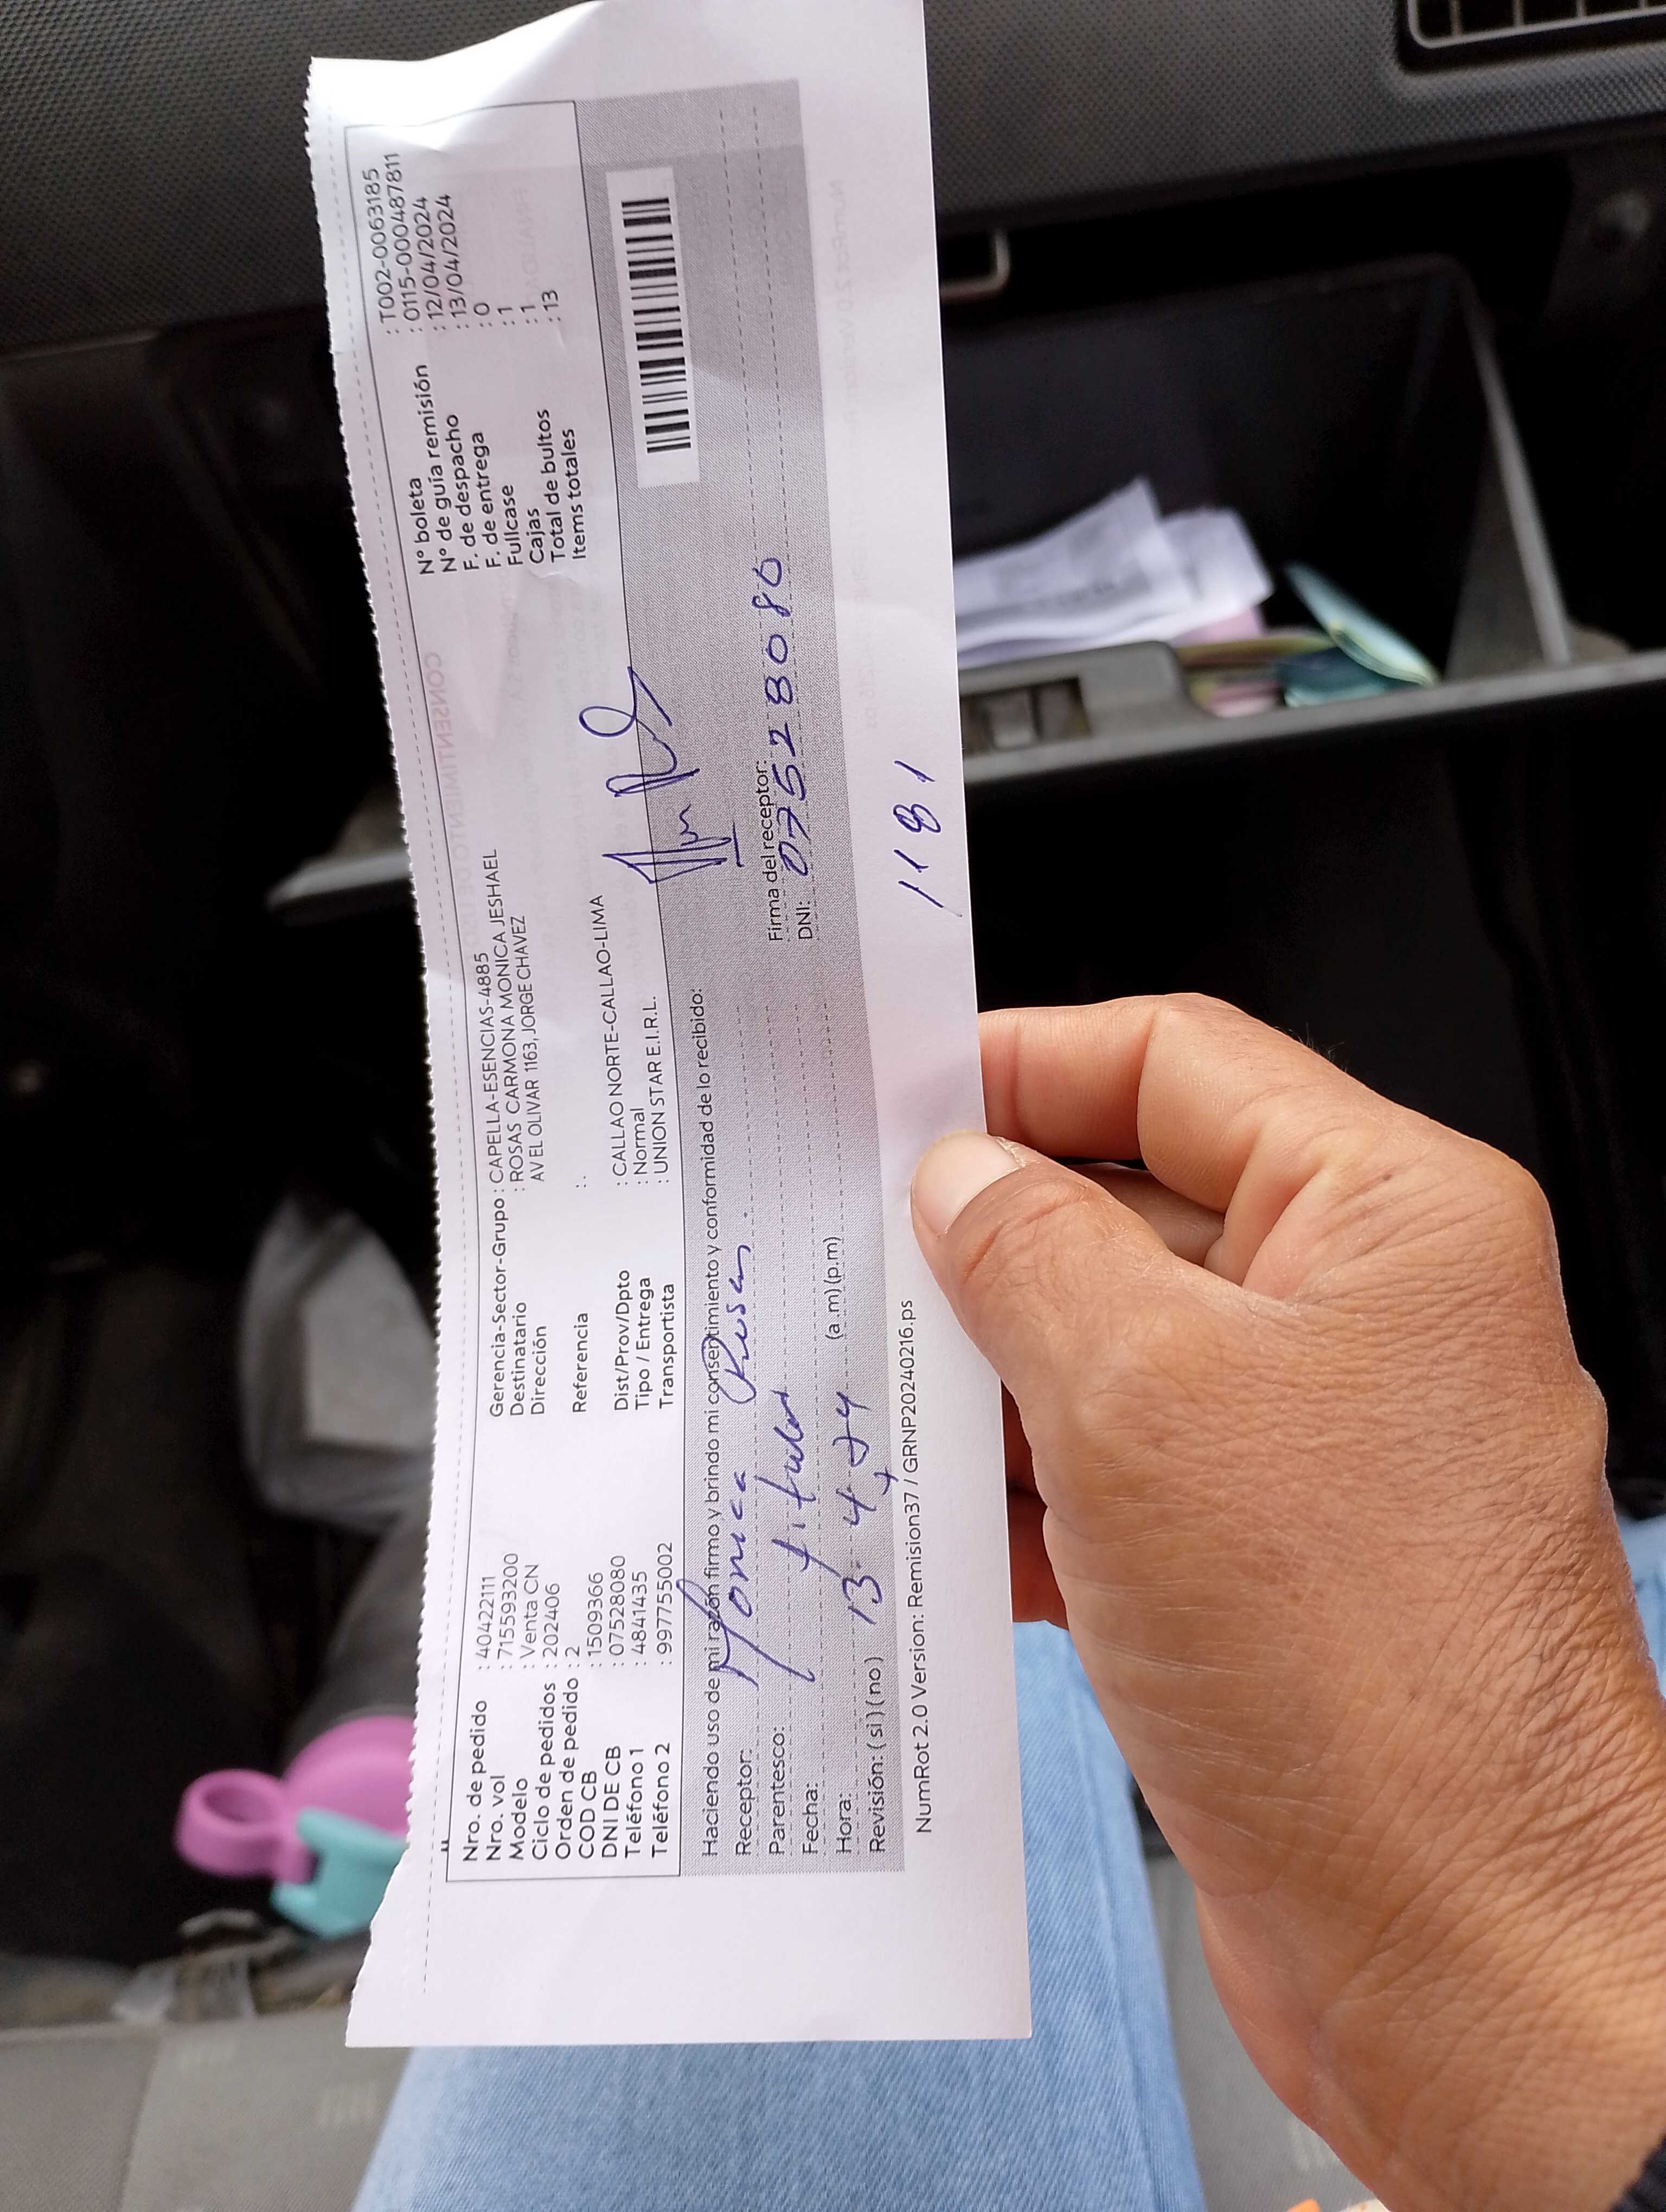 Nro. de pedido : 40422111
Nro. vol : 715593200
Modelo : Venta CN
Ciclo de pedidos : 202406
Orden de pedido : 2
COD CB : 1509366
DNI DE CB : 07528080
Teléfono 1 : 4841435
Teléfono 2 : 997755002
Gerencia-Sector-Grupo : CAPELLA-ESENCIAS-4885
Destinatario : ROSAS CARMONA MONICA JESHAEL
Dirección AV EL OLIVAR 1163, JORGE CHAVEZ
Referencia : .
Dist/Prov/Dpto : CALLAO NORTE-CALLAO-LIMA
Tipo / Entrega : Normal
Transportista : UNION STAR E.I.R.L.
N° boleta : T002-0063185
N° de guía remisión : 0115-000487811
F. de despacho : 12/04/2024
F. de entrega : 13/04/2024
Fullcase : 0
Cajas : 1
Total de bultos : 1
Items totales : 13
Haciendo uso de mi razón firmo y brindo mi consentimiento y conformidad de lo recibido:
Receptor: Monica Rosas
Parentesco: titular
Fecha: 13- 4
Hora: (a.m) (p.m)
Revisión: ( si ) ( no )
Firma del receptor:
DNI: 07528080
1181
NumRot 2.0 Version: Remision37 / GRNP20240216.ps